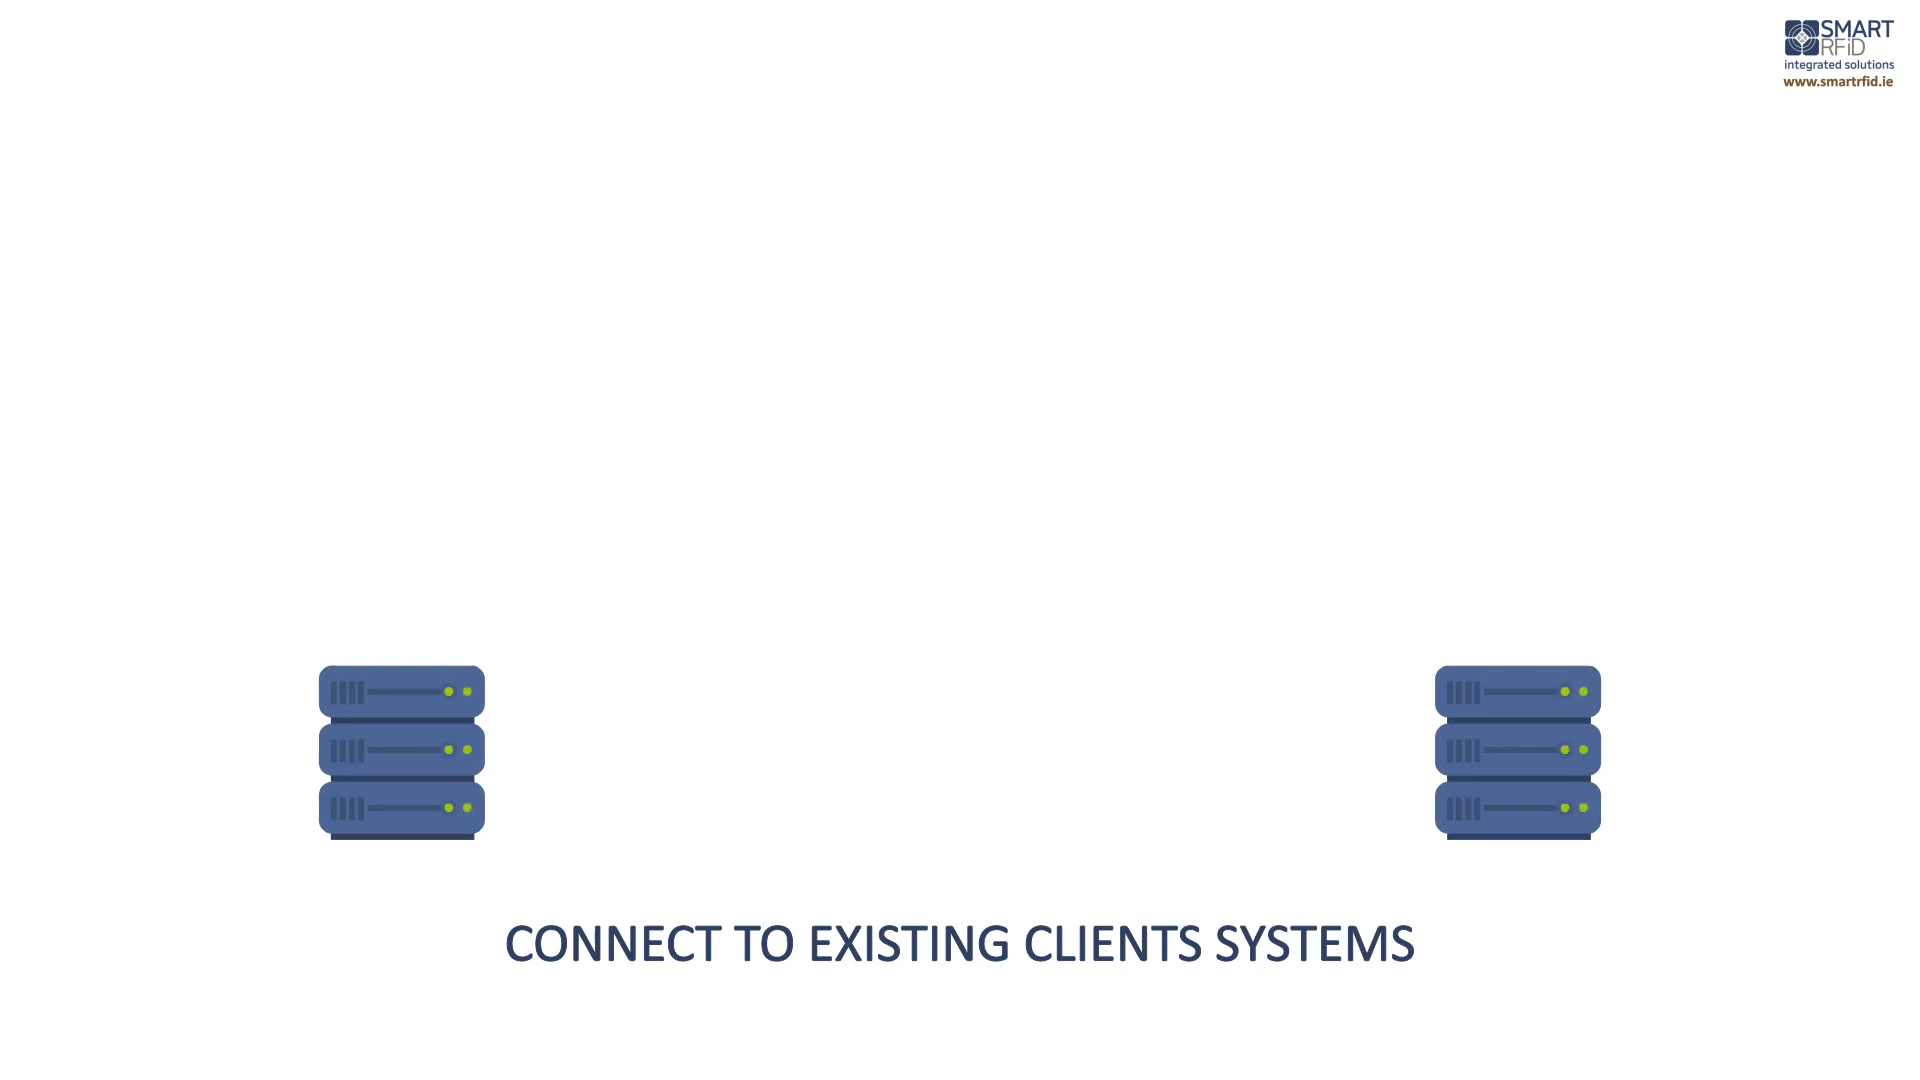 SMART
RFiD
integrated solutions
www.smartrfid.ie
CONNECT TO EXISTING CLIENTS SYSTEMS